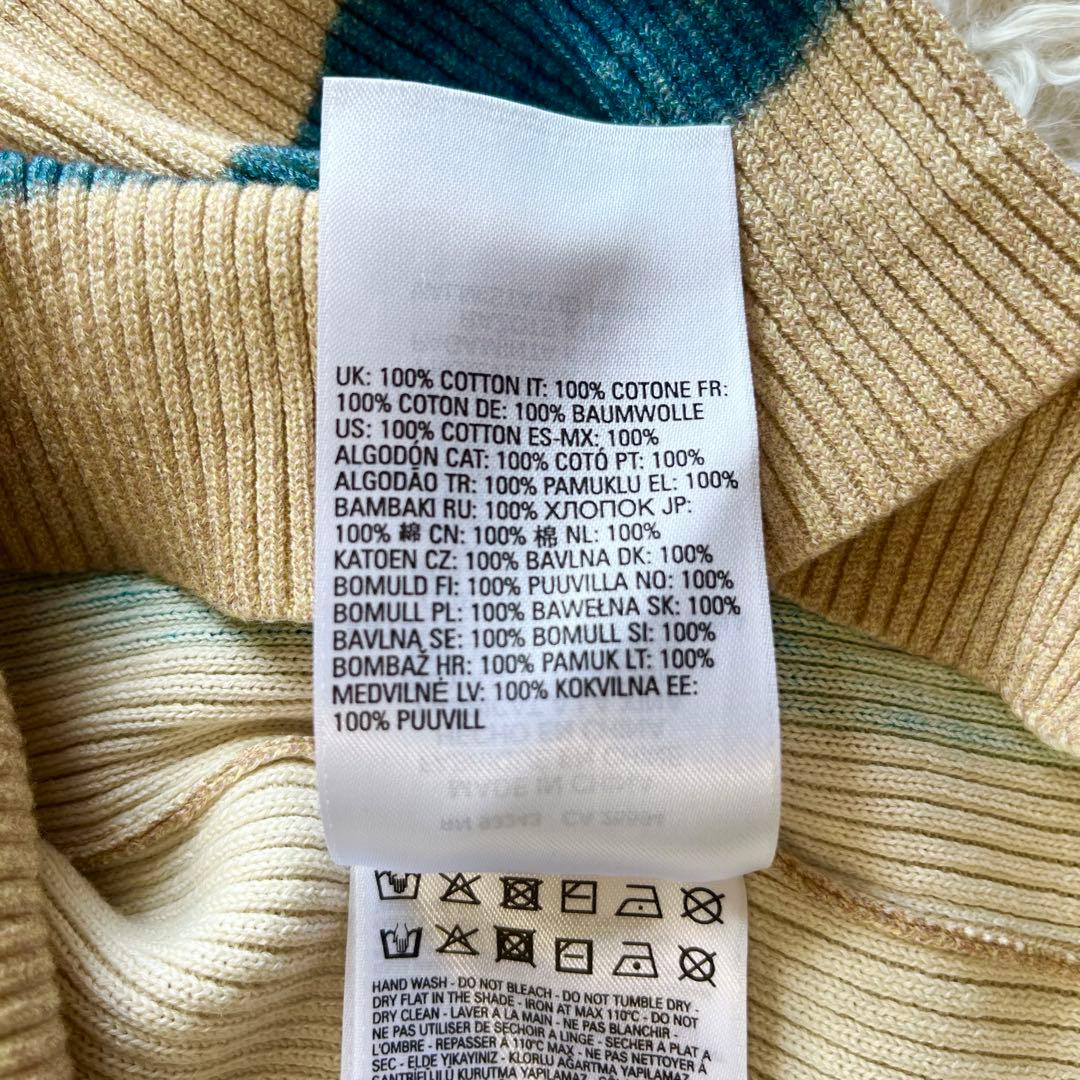 UK: 100% COTTON IT: 100% COTONE FR:
100% COTON DE: 100% BAUMWOLLE
US: 100% COTTON ES-MX: 100%
ALGODÓN CAT: 100% COTÓ PT: 100%
ALGODÃO TR: 100% PAMUKLU EL: 100%
BAMBAKI RU: 100% ХЛОПОК JP:
100% 綿 CN: 100% 棉 NL: 100%
KATOEN CZ: 100% BAVLNA DK: 100%
BOMULD FI: 100% PUUVILLA NO: 100%
BOMULL PL: 100% BAWEŁNA SK: 100%
BAVLNA SE: 100% BOMULL SI: 100%
BOMBAŽ HR: 100% PAMUK LT: 100%
MEDVILNĖ LV: 100% KOKVILNA EE:
100% PUUVILL
MADE IN CHINA
HAND WASH - DO NOT BLEACH - DO NOT TUMBLE DRY -
DRY FLAT IN THE SHADE - IRON AT MAX 110°C - DO NOT
DRY CLEAN - LAVER A LA MAIN - NE PAS BLANCHIR -
NE PAS UTILISER DE SECHOIR A LINGE - SECHER A PLAT A
L'OMBRE - REPASSER A 110°C MAX - NE PAS NETTOYER A
SEC - ELDE YIKAYINIZ - KLORLU AĞARTMA YAPILAMAZ -
KURUTMA YAPILAMAZ